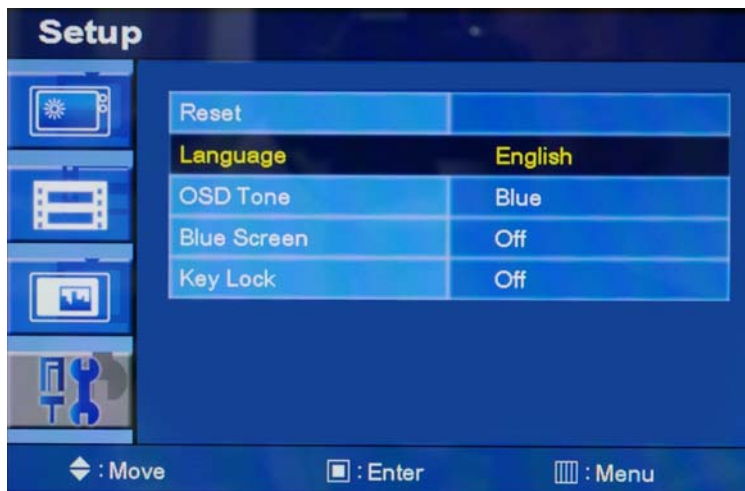 Setup
Reset
Language English
OSD Tone Blue
Blue Screen Off
Key Lock Off
: Move : Enter : Menu